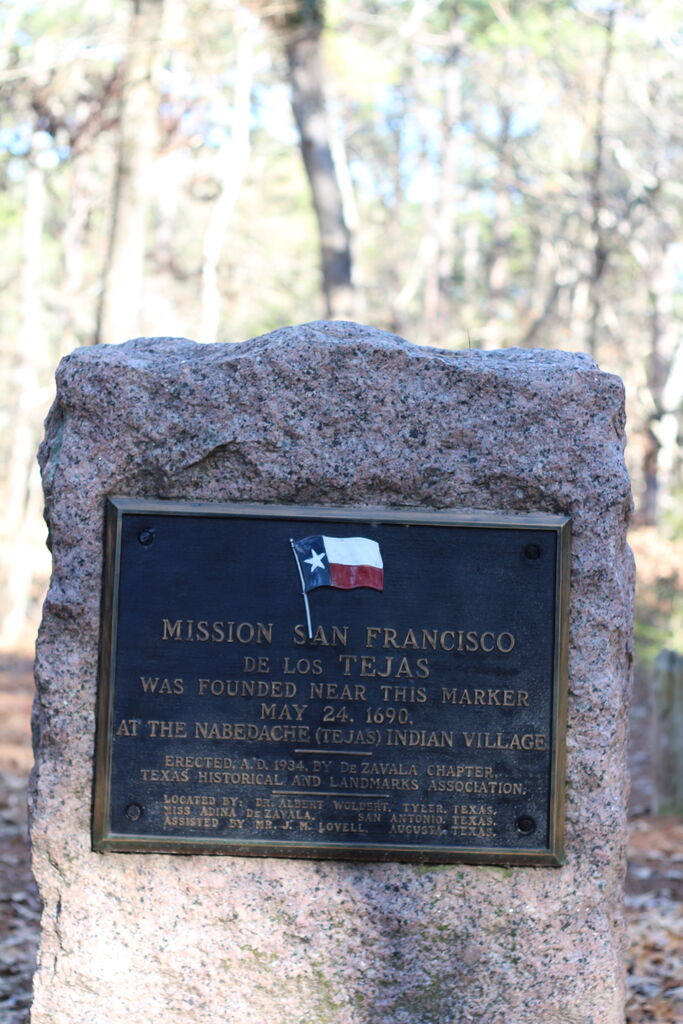 MISSION SAN FRANCISCO
DE LOS TEJAS
WAS FOUNDED NEAR THIS MARKER
MAY 24, 1690,
AT THE NABEDACHE (TEJAS) INDIAN VILLAGE
ERECTED, A.D. 1934, BY DE ZAVALA CHAPTER,
TEXAS HISTORICAL AND LANDMARKS ASSOCIATION.
LOCATED BY: DR. ALBERT WOLDERT, TYLER, TEXAS,
MISS ADINA DE ZAVALA, SAN ANTONIO, TEXAS.
ASSISTED BY MR. J. M. LOVELL, AUGUSTA, TEXAS.